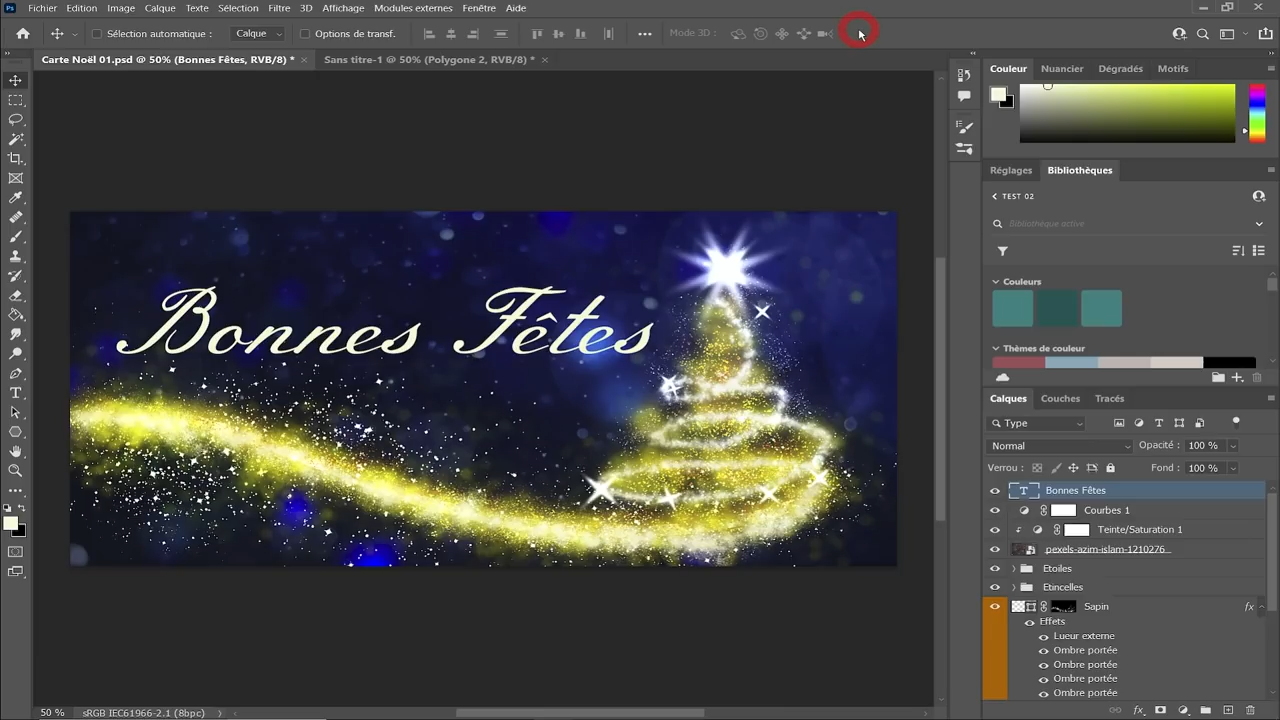 Ps Fichier Edition Image Calque Texte Sélection Filtre 3D Affichage Modules externes Fenêtre Aide
Sélection automatique : Calque Options de transf. Mode 3D :
Carte Noël 01.psd @ 50% (Bonnes Fêtes, RVB/8) * × Sans titre-1 @ 50% (Polygone 2, RVB/8) * ×
Couleur Nuancier Dégradés Motifs
Réglages Bibliothèques
TEST 02
Bibliothèque active
Couleurs
Thèmes de couleur
Bonnes Fêtes
Calques Couches Tracés
Type
Normal Opacité : 100 %
Verrou : Fond : 100 %
T Bonnes Fêtes
Courbes 1
Teinte/Saturation 1
pexels-azim-islam-1210276
Etoiles
Etincelles
Sapin fx
Effets
Lueur externe
Ombre portée
Ombre portée
Ombre portée
Ombre portée
50 % sRGB IEC61966-2.1 (8bpc)